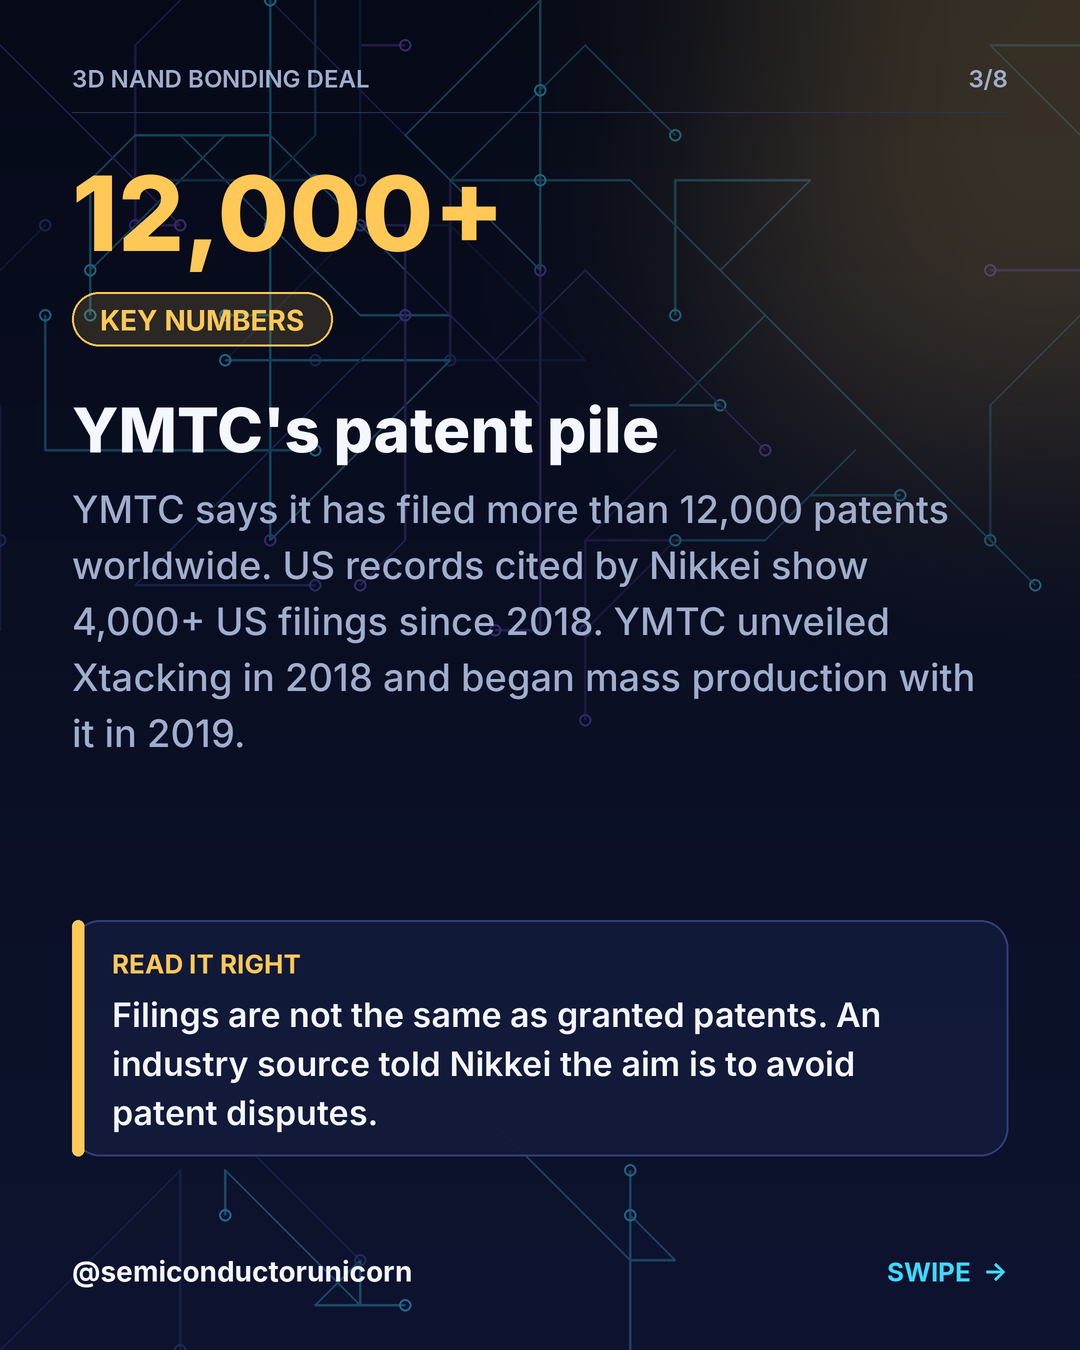 3D NAND BONDING DEAL
3/8
12,000+
KEY NUMBERS
YMTC's patent pile
YMTC says it has filed more than 12,000 patents
worldwide. US records cited by Nikkei show
4,000+ US filings since 2018. YMTC unveiled
Xtacking in 2018 and began mass production with
it in 2019.
READ IT RIGHT
Filings are not the same as granted patents. An
industry source told Nikkei the aim is to avoid
patent disputes.
@semiconductorunicorn
SWIPE →